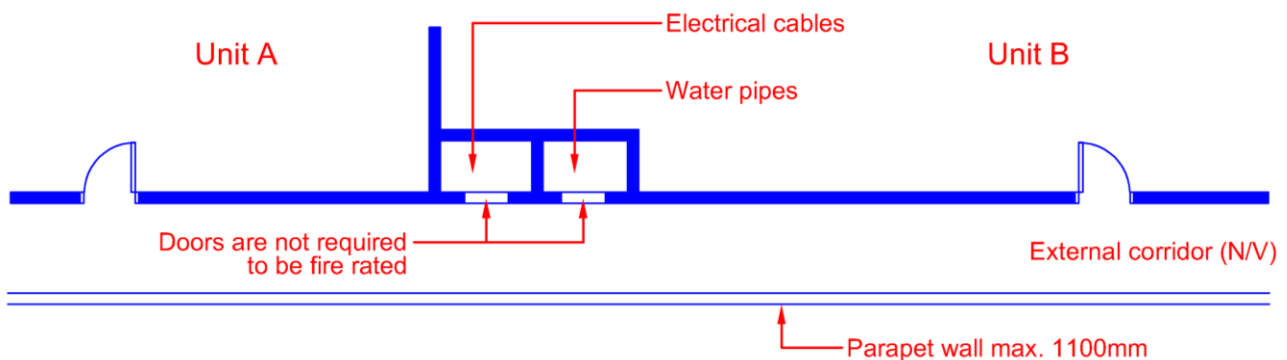 Electrical cables
Unit A
Unit B
Water pipes
Doors are not required
to be fire rated
External corridor (N/V)
Parapet wall max. 1100mm